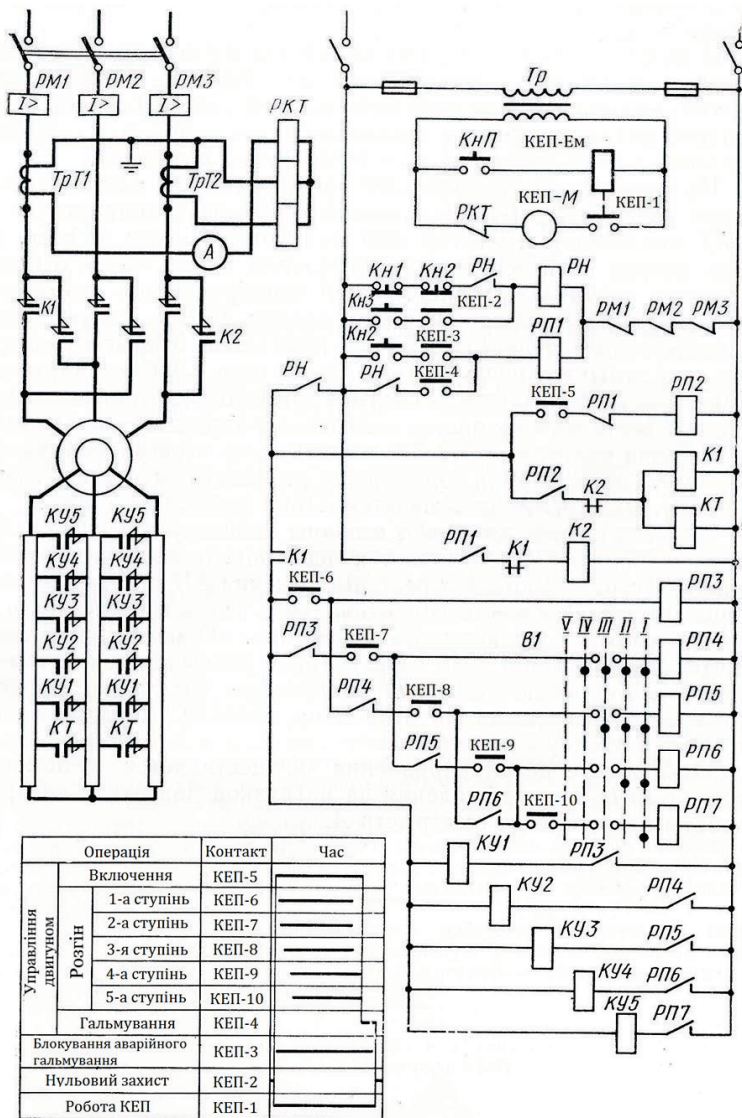 РМ1
РМ2
РМ3
I>
I>
I>
РКТ
ТрТ1
ТрТ2
А
К1
К2
КУ5
КУ5
КУ4
КУ4
КУ3
КУ3
КУ2
КУ2
КУ1
КУ1
КТ
КТ
Тр
КнП
КЕП-Ем
РКТ
КЕП-М
КЕП-1
Кн1
Кн2
РН
РН
Кн3
КЕП-2
Кн2
КЕП-3
РП1
РМ1
РМ2
РМ3
РН
РН
КЕП-4
КЕП-5
РП1
РП2
РП2
К2
К1
КТ
РП1
К1
К2
К1
КЕП-6
РП3
РП3
КЕП-7
В1
V
IV
III
II
I
РП4
РП4
КЕП-8
РП5
РП5
КЕП-9
РП6
РП6
КЕП-10
РП7
КУ1
РП3
КУ2
РП4
КУ3
РП5
КУ4
РП6
КУ5
РП7
Операція Контакт Час
Управління двигуном
Включення КЕП-5
Розгін
1-а ступінь КЕП-6
2-а ступінь КЕП-7
3-я ступінь КЕП-8
4-а ступінь КЕП-9
5-а ступінь КЕП-10
Гальмування КЕП-4
Блокування аварійного
гальмування КЕП-3
Нульовий захист КЕП-2
Робота КЕП КЕП-1